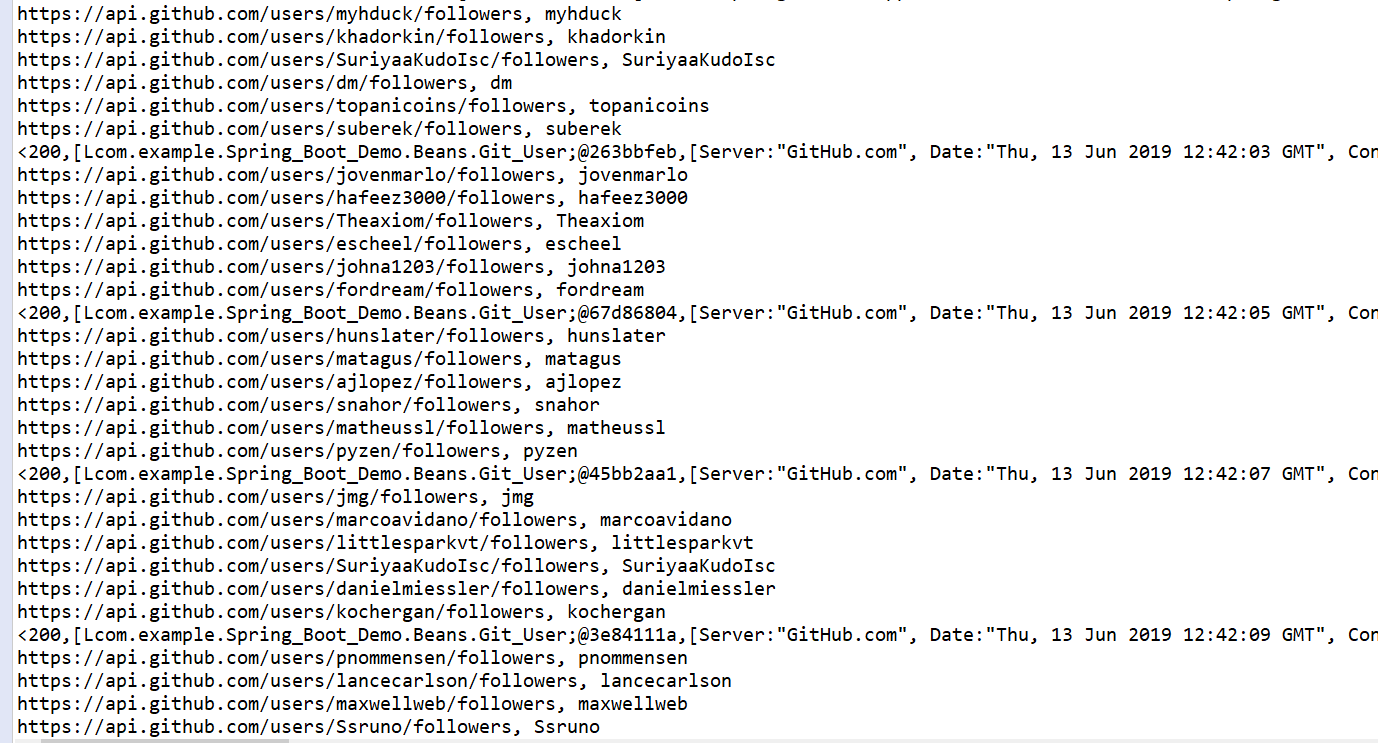 https://api.github.com/users/myhduck/followers, myhduck
https://api.github.com/users/khadorkin/followers, khadorkin
https://api.github.com/users/SuriyaaKudoIsc/followers, SuriyaaKudoIsc
https://api.github.com/users/dm/followers, dm
https://api.github.com/users/topanicoins/followers, topanicoins
https://api.github.com/users/suberek/followers, suberek
<200,[Lcom.example.Spring_Boot_Demo.Beans.Git_User;@263bbfeb,[Server:"GitHub.com", Date:"Thu, 13 Jun 2019 12:42:03 GMT", Con
https://api.github.com/users/jovenmarlo/followers, jovenmarlo
https://api.github.com/users/hafeez3000/followers, hafeez3000
https://api.github.com/users/Theaxiom/followers, Theaxiom
https://api.github.com/users/escheel/followers, escheel
https://api.github.com/users/johna1203/followers, johna1203
https://api.github.com/users/fordream/followers, fordream
<200,[Lcom.example.Spring_Boot_Demo.Beans.Git_User;@67d86804,[Server:"GitHub.com", Date:"Thu, 13 Jun 2019 12:42:05 GMT", Con
https://api.github.com/users/hunslater/followers, hunslater
https://api.github.com/users/matagus/followers, matagus
https://api.github.com/users/ajlopez/followers, ajlopez
https://api.github.com/users/snahor/followers, snahor
https://api.github.com/users/matheussl/followers, matheussl
https://api.github.com/users/pyzen/followers, pyzen
<200,[Lcom.example.Spring_Boot_Demo.Beans.Git_User;@45bb2aa1,[Server:"GitHub.com", Date:"Thu, 13 Jun 2019 12:42:07 GMT", Con
https://api.github.com/users/jmg/followers, jmg
https://api.github.com/users/marcoavidano/followers, marcoavidano
https://api.github.com/users/littlesparkvt/followers, littlesparkvt
https://api.github.com/users/SuriyaaKudoIsc/followers, SuriyaaKudoIsc
https://api.github.com/users/danielmiessler/followers, danielmiessler
https://api.github.com/users/kochergan/followers, kochergan
<200,[Lcom.example.Spring_Boot_Demo.Beans.Git_User;@3e84111a,[Server:"GitHub.com", Date:"Thu, 13 Jun 2019 12:42:09 GMT", Con
https://api.github.com/users/pnommensen/followers, pnommensen
https://api.github.com/users/lancecarlson/followers, lancecarlson
https://api.github.com/users/maxwellweb/followers, maxwellweb
https://api.github.com/users/Ssruno/followers, Ssruno